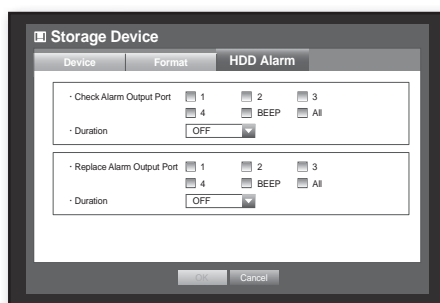 Storage Device
Device Format HDD Alarm
· Check Alarm Output Port 1 2 3
4 BEEP All
· Duration OFF
· Replace Alarm Output Port 1 2 3
4 BEEP All
· Duration OFF
OK Cancel